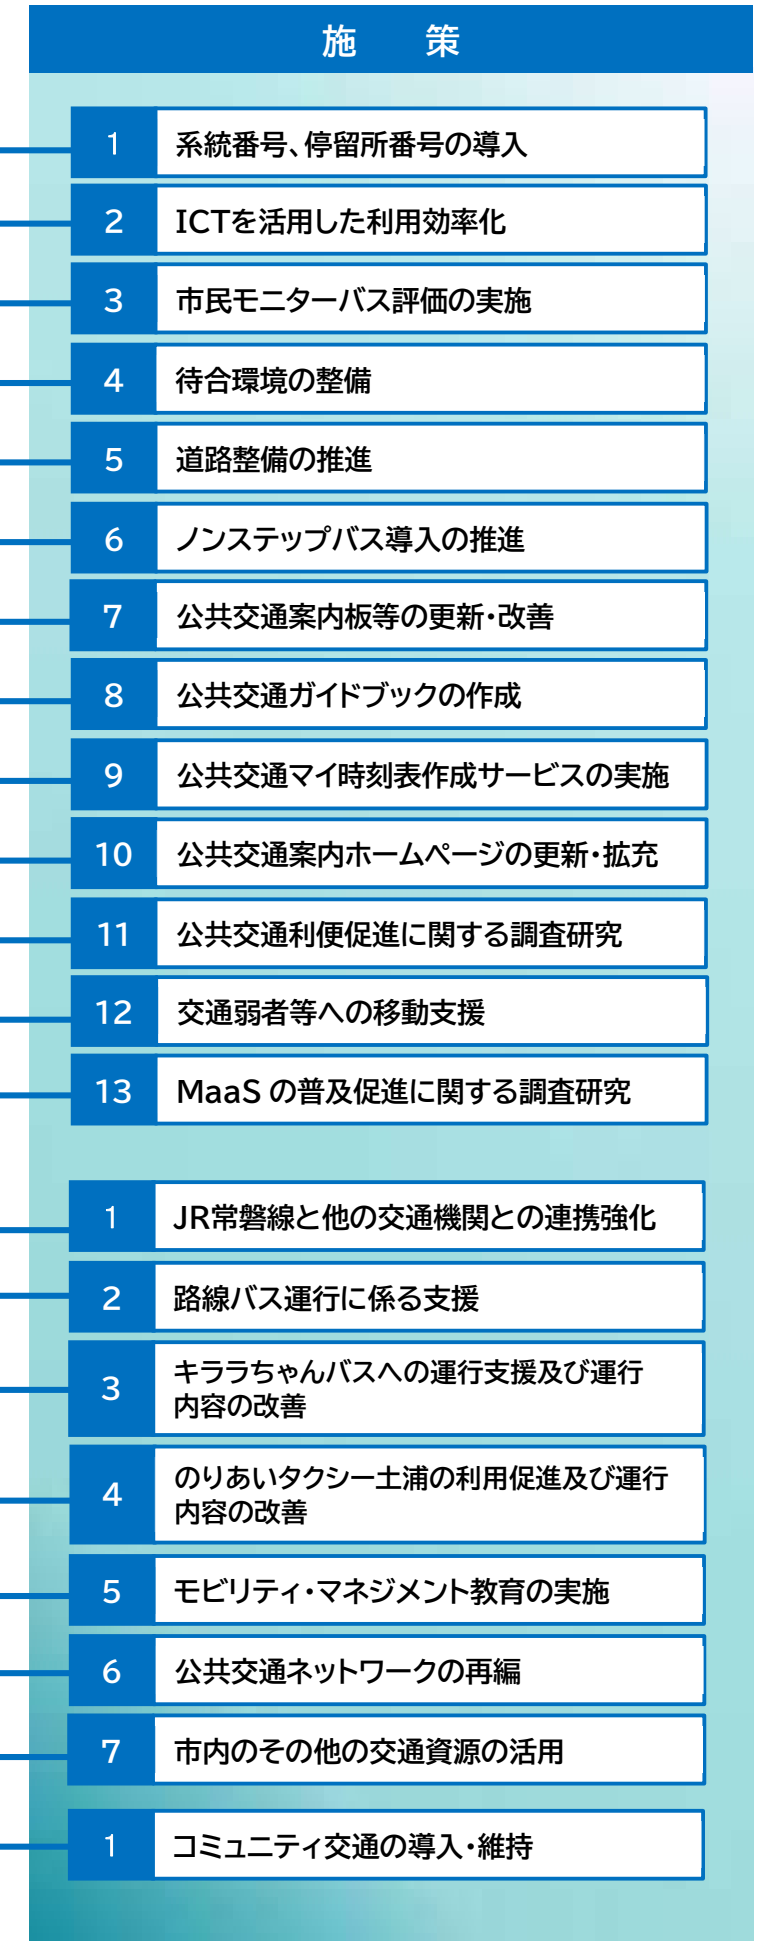 施 策
1 系統番号、停留所番号の導入
2 ICTを活用した利用効率化
3 市民モニターバス評価の実施
4 待合環境の整備
5 道路整備の推進
6 ノンステップバス導入の推進
7 公共交通案内板等の更新・改善
8 公共交通ガイドブックの作成
9 公共交通マイ時刻表作成サービスの実施
10 公共交通案内ホームページの更新・拡充
11 公共交通利便促進に関する調査研究
12 交通弱者等への移動支援
13 MaaS の普及促進に関する調査研究
1 JR常磐線と他の交通機関との連携強化
2 路線バス運行に係る支援
3 キララちゃんバスへの運行支援及び運行
内容の改善
4 のりあいタクシー土浦の利用促進及び運行
内容の改善
5 モビリティ・マネジメント教育の実施
6 公共交通ネットワークの再編
7 市内のその他の交通資源の活用
1 コミュニティ交通の導入・維持